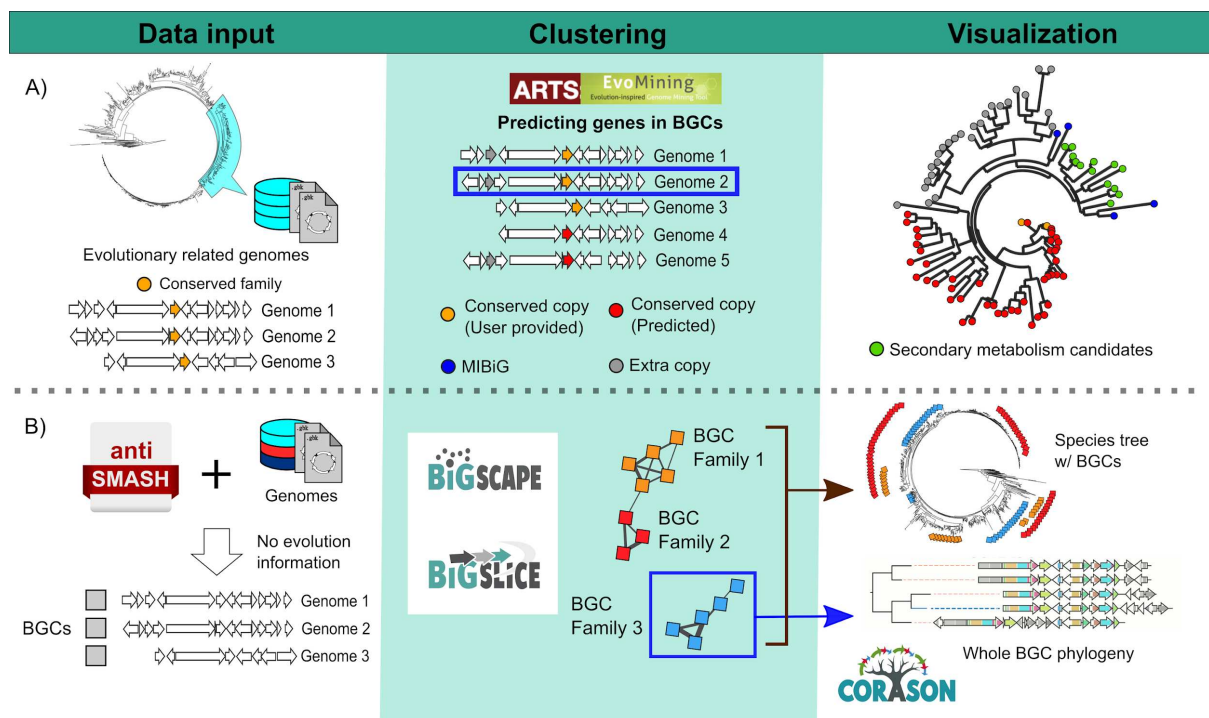 Data input
Clustering
Visualization
A)
.gbk
Evolutionary related genomes
Conserved family
Genome 1
Genome 2
Genome 3
ARTS
EvoMining
Evolution-inspired Genome Mining Tool
Predicting genes in BGCs
Genome 1
Genome 2
Genome 3
Genome 4
Genome 5
Conserved copy
(User provided)
Conserved copy
(Predicted)
MIBiG
Extra copy
Secondary metabolism candidates
B)
anti
SMASH
+
.gbk
Genomes
No evolution
information
BGCs
Genome 1
Genome 2
Genome 3
BiGSCAPE
BiGSLiCE
BGC
Family 1
BGC
Family 2
BGC
Family 3
Species tree
w/ BGCs
Whole BGC phylogeny
CORASON